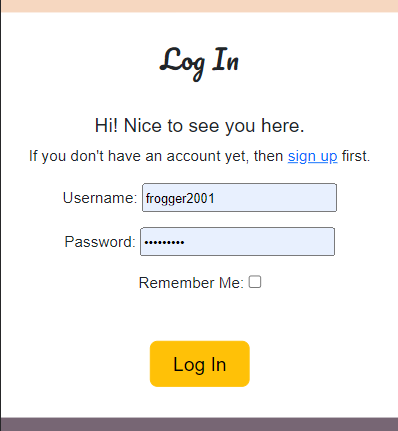 Log In
Hi! Nice to see you here.
If you don't have an account yet, then sign up first.
Username: frogger2001
Password: •••••••••
Remember Me:
Log In